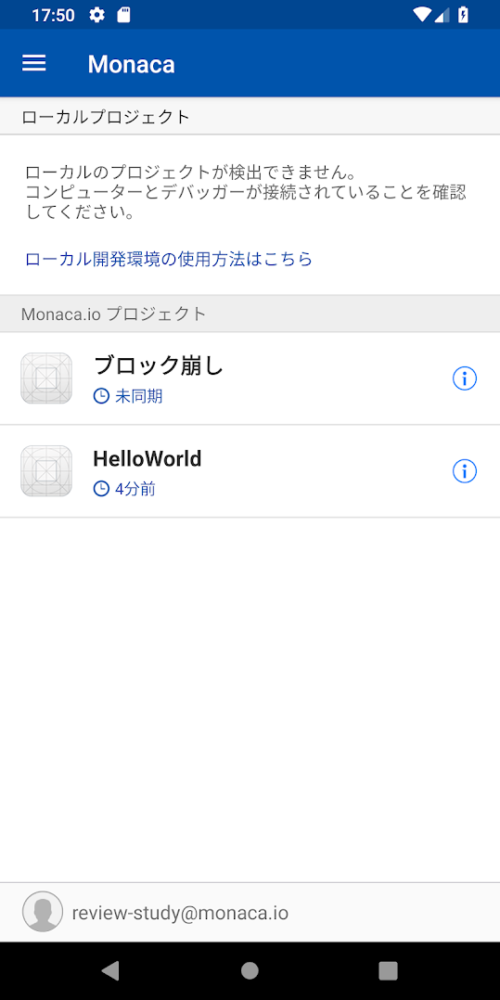 17:50
Monaca
ローカルプロジェクト
ローカルのプロジェクトが検出できません。
コンピューターとデバッガーが接続されていることを確認
してください。
ローカル開発環境の使用方法はこちら
Monaca.io プロジェクト
ブロック崩し
未同期
HelloWorld
4分前
review-study@monaca.io